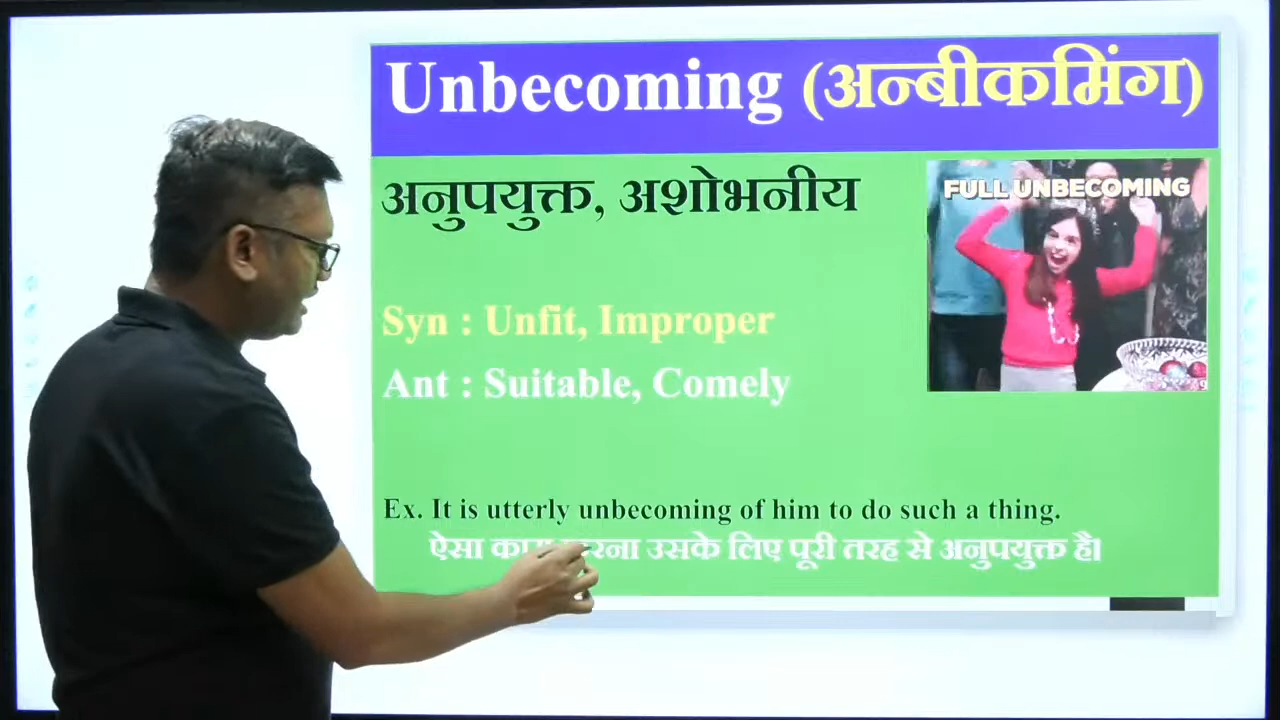 Unbecoming (अन्बीकमिंग)
अनुपयुक्त, अशोभनीय
FULL UNBECOMING
Syn : Unfit, Improper
Ant : Suitable, Comely
Ex. It is utterly unbecoming of him to do such a thing.
ऐसा उसके लिए पूरी तरह से अनुपयुक्त है।